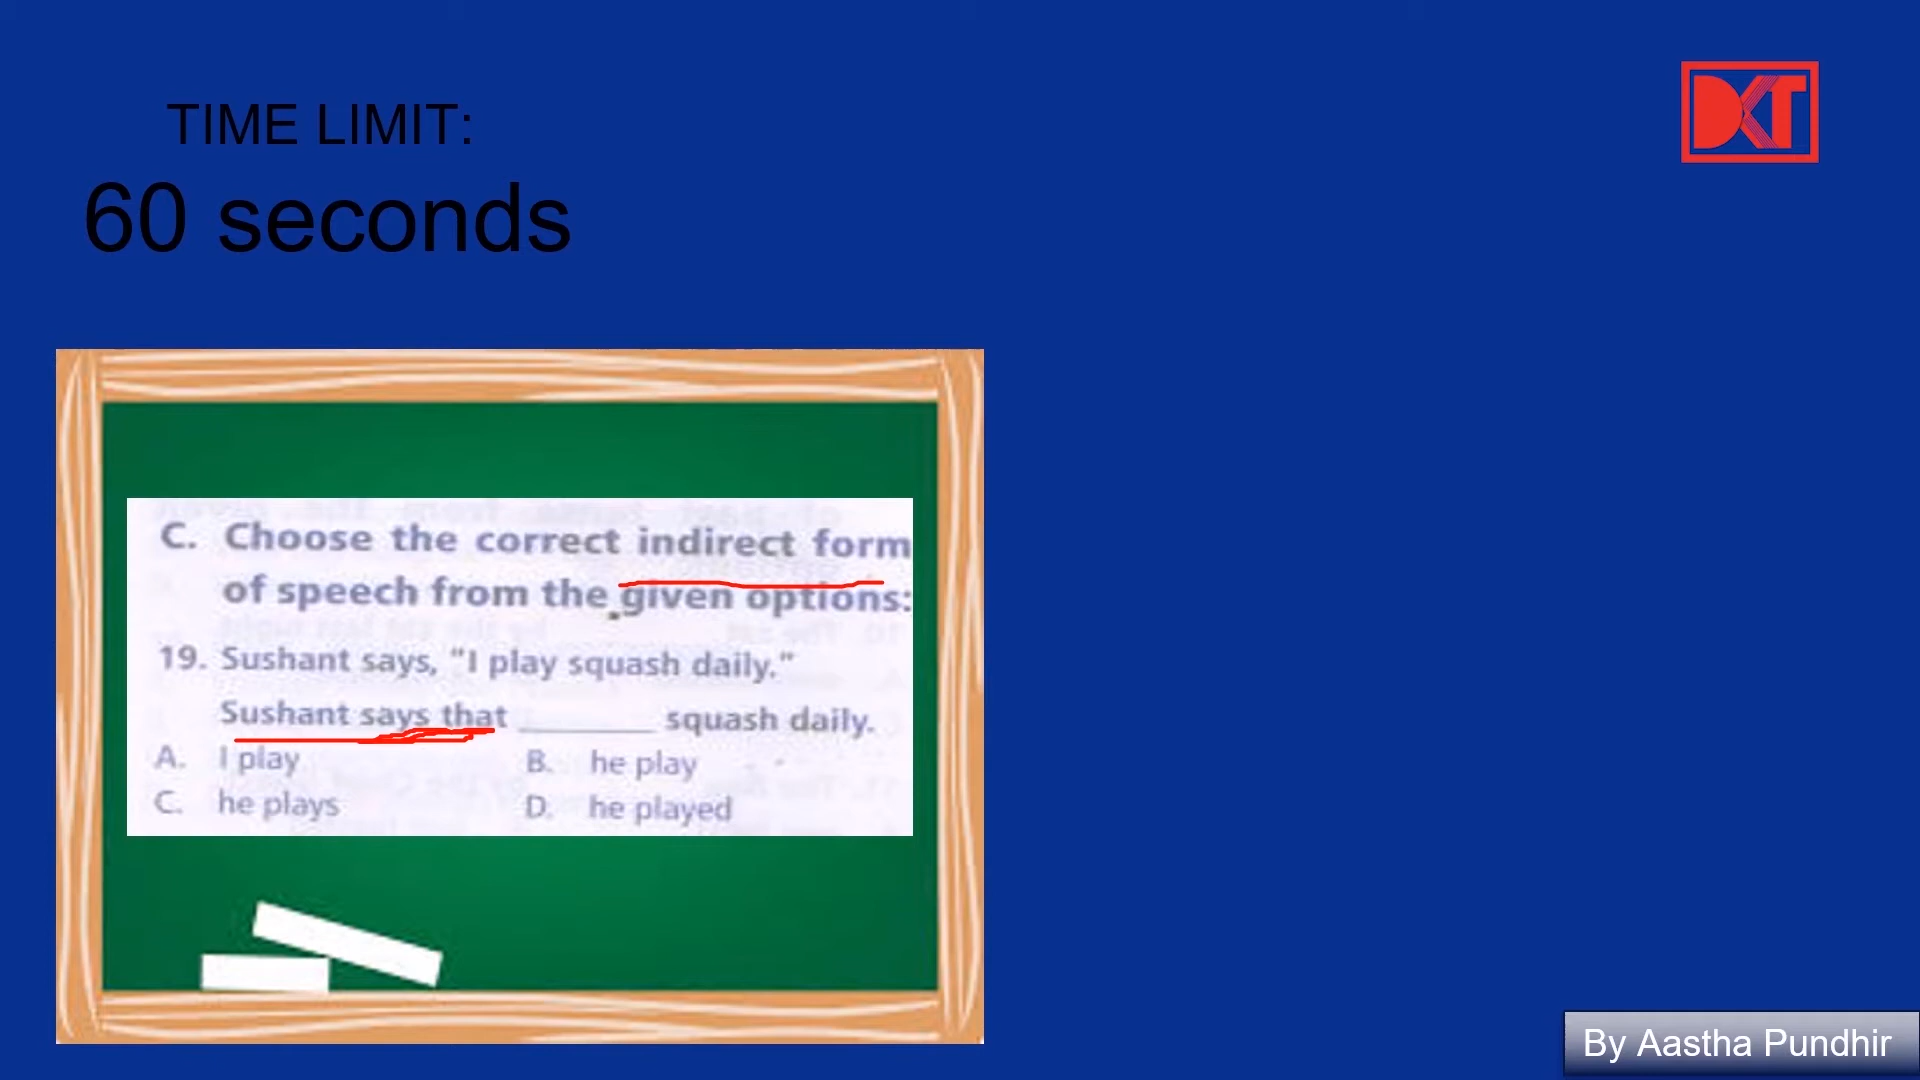 TIME LIMIT:
60 seconds
DKT
C. Choose the correct indirect form
of speech from the given options:
19. Sushant says, "I play squash daily."
Sushant says that ________ squash daily.
A. I play B. he play
C. he plays D. he played
By Aastha Pundhir